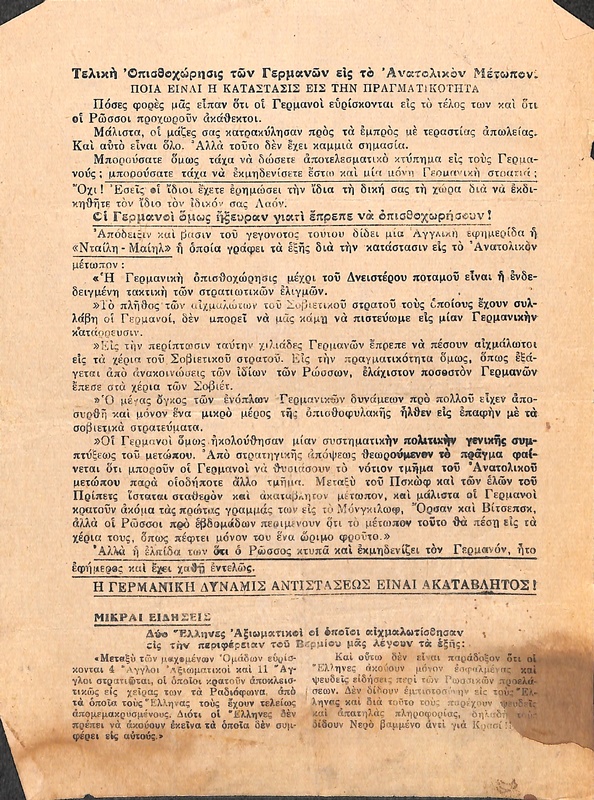 Τελικὴ Ὀπισθοχώρησις τῶν Γερμανῶν εἰς τὸ Ἀνατολικὸν Μέτωπον.
ΠΟΙΑ ΕΙΝΑΙ Η ΚΑΤΑΣΤΑΣΙΣ ΕΙΣ ΤΗΝ ΠΡΑΓΜΑΤΙΚΟΤΗΤΑ
Πόσες φορὲς μᾶς εἶπαν ὅτι οἱ Γερμανοὶ εὑρίσκονται εἰς τὸ τέλος των καὶ ὅτι
οἱ Ρῶσσοι προχωροῦν ἀκάθεκτοι.
Μάλιστα, οἱ μάζες σας κατρακύλησαν πρὸς τὰ ἐμπρὸς μὲ τεραστίας ἀπωλείας.
Καὶ αὐτὸ εἶναι ὅλο. Ἀλλὰ τοῦτο δὲν ἔχει καμμιὰ σημασία.
Μπορούσατε ὅμως τάχα νὰ δώσετε ἀποτελεσματικὸ κτύπημα εἰς τοὺς Γερμα-
νούς; μπορούσατε τάχα νὰ ἐκμηδενίσετε ἔστω καὶ μία μόνη Γερμανικὴ στρατιά;
Ὄχι! Ἐσεῖς οἱ ἴδιοι ἔχετε ἐρημώσει τὴν ἴδια τὴ δική σας τὴ χώρα διὰ νὰ ἐκδι-
κηθῆτε τὸν ἴδιο τὸν ἰδικόν σας Λαόν.
Οἱ Γερμανοὶ ὅμως ἤξευραν γιατὶ ἔπρεπε νὰ ὀπισθοχωρήσουν!
Ἀπόδειξιν καὶ βάσιν τοῦ γεγονότος τούτου δίδει μία Ἀγγλικὴ ἐφημερίδα ἡ
«Νταίλη-Μαίηλ» ἡ ὁποία γράφει τὰ ἑξῆς διὰ τὴν κατάστασιν εἰς τὸ Ἀνατολικὸν
μέτωπον:
«Ἡ Γερμανικὴ ὀπισθοχώρησις μέχρι τοῦ Δνειστέρου ποταμοῦ εἶναι ἡ ἐνδε-
δειγμένη τακτικὴ τῶν στρατιωτικῶν ἑλιγμῶν.
»Τὸ πλῆθος τῶν αἰχμαλώτων τοῦ Σοβιετικοῦ στρατοῦ τοὺς ὁποίους ἔχουν συλ-
λάβῃ οἱ Γερμανοί, δὲν μπορεῖ νὰ μᾶς κάμῃ νὰ πιστεύωμε εἰς μίαν Γερμανικὴν
κατάρρευσιν.
»Εἰς τὴν περίπτωσιν ταύτην χιλιάδες Γερμανῶν ἔπρεπε νὰ πέσουν αἰχμάλωτοι
εἰς τὰ χέρια τοῦ Σοβιετικοῦ στρατοῦ. Εἰς τὴν πραγματικότητα ὅμως, ὅπως ἐξά-
γεται ἀπὸ ἀνακοινώσεις τῶν ἰδίων τῶν Ρώσσων, ἐλάχιστον ποσοστὸν Γερμανῶν
ἔπεσε στὰ χέρια τῶν Σοβιέτ.
»Ὁ μέγας ὄγκος τῶν ἐνόπλων Γερμανικῶν δυνάμεων πρὸ πολλοῦ εἶχεν ἀπο-
συρθῆ καὶ μόνον ἕνα μικρὸ μέρος τῆς ὀπισθοφυλακῆς ἦλθεν εἰς ἐπαφὴν μὲ τὰ
σοβιετικὰ στρατεύματα.
»Οἱ Γερμανοὶ ὅμως ἠκολούθησαν μίαν συστηματικὴν πολιτικὴν γενικῆς συμ-
πτύξεως τοῦ μετώπου. Ἀπὸ στρατηγικῆς ἀπόψεως θεωρούμενον τὸ πρᾶγμα φαί-
νεται ὅτι μποροῦν οἱ Γερμανοὶ νὰ θυσιάσουν τὸ νότιον τμῆμα τοῦ Ἀνατολικοῦ
μετώπου παρὰ οἱοδήποτε ἄλλο τμῆμα. Μεταξὺ τοῦ Πσκὼφ καὶ τῶν ἑλῶν τοῦ
Πρίπετς ἵσταται σταθερὸν καὶ ἀκατάβλητον μέτωπον, καὶ μάλιστα οἱ Γερμανοὶ
κρατοῦν ἀκόμα τὰς πρώτας γραμμάς των εἰς τὸ Μόνγκιλωφ, Ὄρσαν καὶ Βίτσεπσκ,
ἀλλὰ οἱ Ρῶσσοι πρὸ ἑβδομάδων περιμένουν ὅτι τὸ μέτωπον τοῦτο θὰ πέσῃ εἰς τὰ
χέρια τους, ὅπως πέφτει μόνον του ἕνα ὥριμο φροῦτο.»
Ἀλλὰ ἡ ἐλπίδα των ὅτι ὁ Ρῶσσος κτυπᾶ καὶ ἐκμηδενίζει τὸν Γερμανόν, ἦτο
ἐφήμερος καὶ ἔχει χαθῆ ἐντελῶς.
Η ΓΕΡΜΑΝΙΚΗ ΔΥΝΑΜΙΣ ΑΝΤΙΣΤΑΣΕΩΣ ΕΙΝΑΙ ΑΚΑΤΑΒΛΗΤΟΣ!
ΜΙΚΡΑΙ ΕΙΔΗΣΕΙΣ
Δύο Ἕλληνες Ἀξιωματικοὶ οἱ ὁποῖοι αἰχμαλωτίσθησαν
εἰς τὴν περιφέρειαν τοῦ Βερμίου μᾶς λέγουν τὰ ἑξῆς:
«Μεταξὺ τῶν μαχομένων Ὁμάδων εὑρίσ-
κονται 4 Ἄγγλοι Ἀξιωματικοὶ καὶ 11 Ἄγ-
γλοι στρατιῶται, οἱ ὁποῖοι κρατοῦν ἀποκλεισ-
τικῶς εἰς χεῖρας των τὰ Ραδιόφωνα, ἀπὸ
τὰ ὁποῖα τοὺς Ἕλληνας τοὺς ἔχουν τελείως
ἀπομεμακρυσμένους. Διότι οἱ Ἕλληνες δὲν
πρέπει νὰ ἀκούουν ἐκεῖνα τὰ ὁποῖα δὲν συμ-
φέρει εἰς αὐτούς.»
Καὶ οὕτω δὲν εἶναι παράδοξον ὅτι οἱ
Ἕλληνες ἀκούουν μόνον ἐσφαλμένας καὶ
ψευδεῖς εἰδήσεις περὶ τῶν Ρωσσικῶν προελά-
σεων. Δὲν δίδουν ἐμπιστοσύνην εἰς τοὺς Ἕλ-
ληνας καὶ διὰ τοῦτο τοὺς παρέχουν ψευδεῖς
καὶ ἀπατηλὰς πληροφορίας, δηλαδὴ τοὺς
δίδουν Νερὸ βαμμένο ἀντὶ γιὰ Κρασί!!